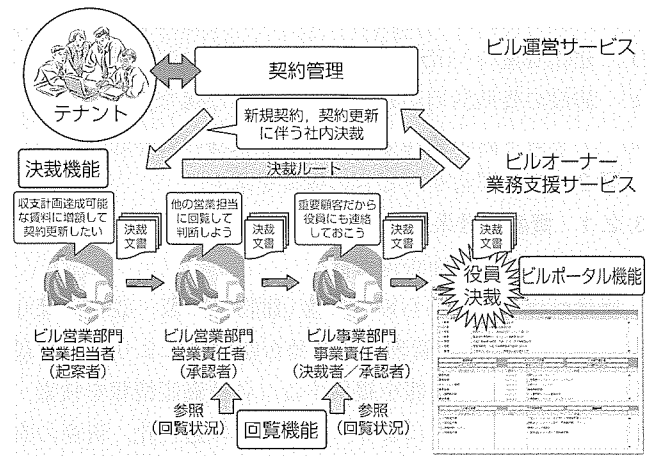 ビル運営サービス
契約管理
テナント
新規契約，契約更新
に伴う社内決裁
決裁機能
決裁ルート
ビルオーナー
業務支援サービス
収支計画達成可能
な賃料に増額して
契約更新したい
決裁
文書
他の営業担当
に回覧して
判断しよう
決裁
文書
重要顧客だから
役員にも連絡
しておこう
決裁
文書
決裁
文書
役員
決裁
ビルポータル機能
ビル営業部門
営業担当者
（起案者）
ビル営業部門
営業責任者
（承認者）
ビル事業部門
事業責任者
（決裁者／承認者）
参照
（回覧状況）
回覧機能
参照
（回覧状況）